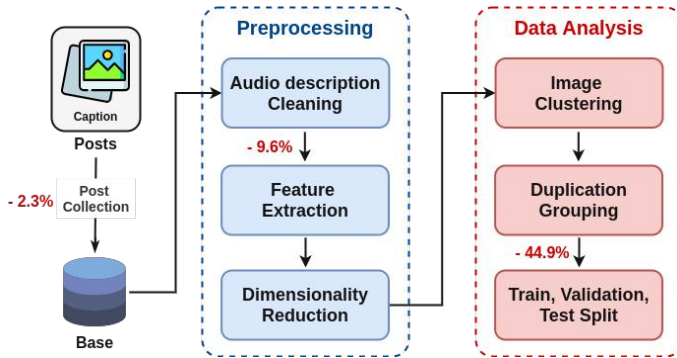 Preprocessing
Data Analysis
Caption
Posts
- 2.3%
Post
Collection
Base
Audio description
Cleaning
- 9.6%
Feature
Extraction
Dimensionality
Reduction
Image
Clustering
Duplication
Grouping
- 44.9%
Train, Validation,
Test Split